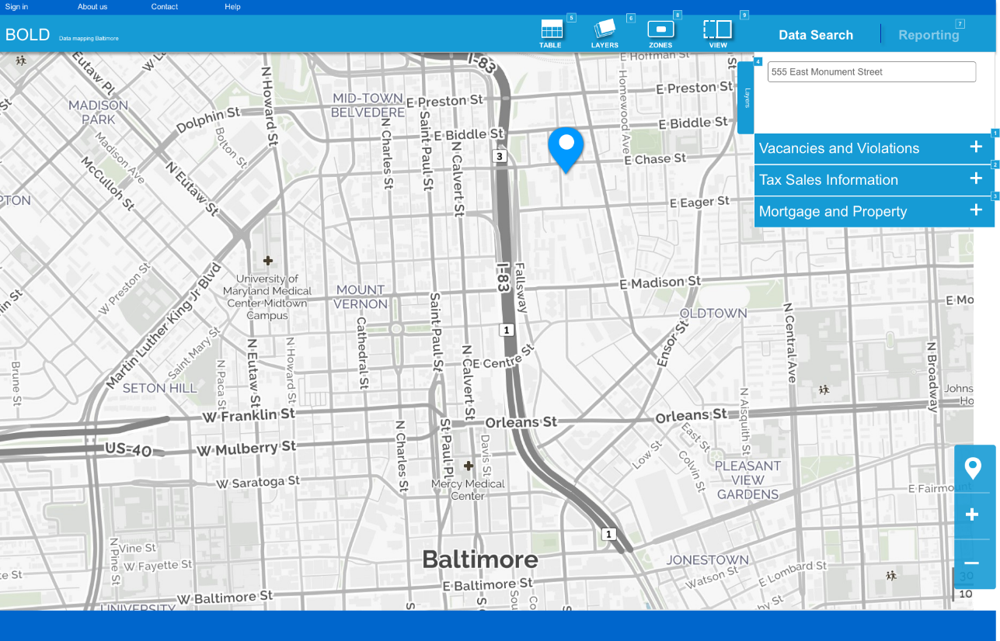 Sign in
About us
Contact
Help
BOLD
Data mapping Baltimore
TABLE
5
LAYERS
6
ZONES
8
VIEW
9
Data Search
Reporting
7
4
Layers
555 East Monument Street
1
Vacancies and Violations
+
2
Tax Sales Information
+
3
Mortgage and Property
+
Eutaw Pl
N Howard St
I-83
E Hoffman St
St
MID-TOWN
BELVEDERE
E Preston St
E Preston St
MADISON
PARK
Dolphin St
N Charles St
Saint Paul St
N Homewood Ave
E Biddle St
E Biddle St
Madison Ave
Bolton St
N Calvert St
3
E Chase St
McCulloh St
N Eutaw St
PTON
E Eager St
University of
Maryland Medical
Center Midtown
Campus
I-83
Fallsway
E Madison St
W Preston St
MOUNT
VERNON
Martin Luther King Jr Blvd
Saint Paul St
OLDTOWN
N Central Ave
E Mo
Cathedral St
1
Saint Mary St
N Eutaw St
N Howard St
N Calvert St
E Centre St
Ensor St
N Broadway
Brune St
SETON HILL
N Paca St
N Aisquith St
Johns
Ho
W Franklin St
Orleans St
Orleans St
US-40
W Mulberry St
N Charles St
St Paul Pl
Davis St
East St
Low St
Colvin St
PLEASANT
VIEW
GARDENS
W Saratoga St
Mercy Medical
Center
E Fairmount
1
N Pine St
Vine St
W Fayette St
Baltimore
JONESTOWN
Watson St
E Lombard St
te St
E Baltimore St
W Baltimore St
UNIVERSITY
30
10